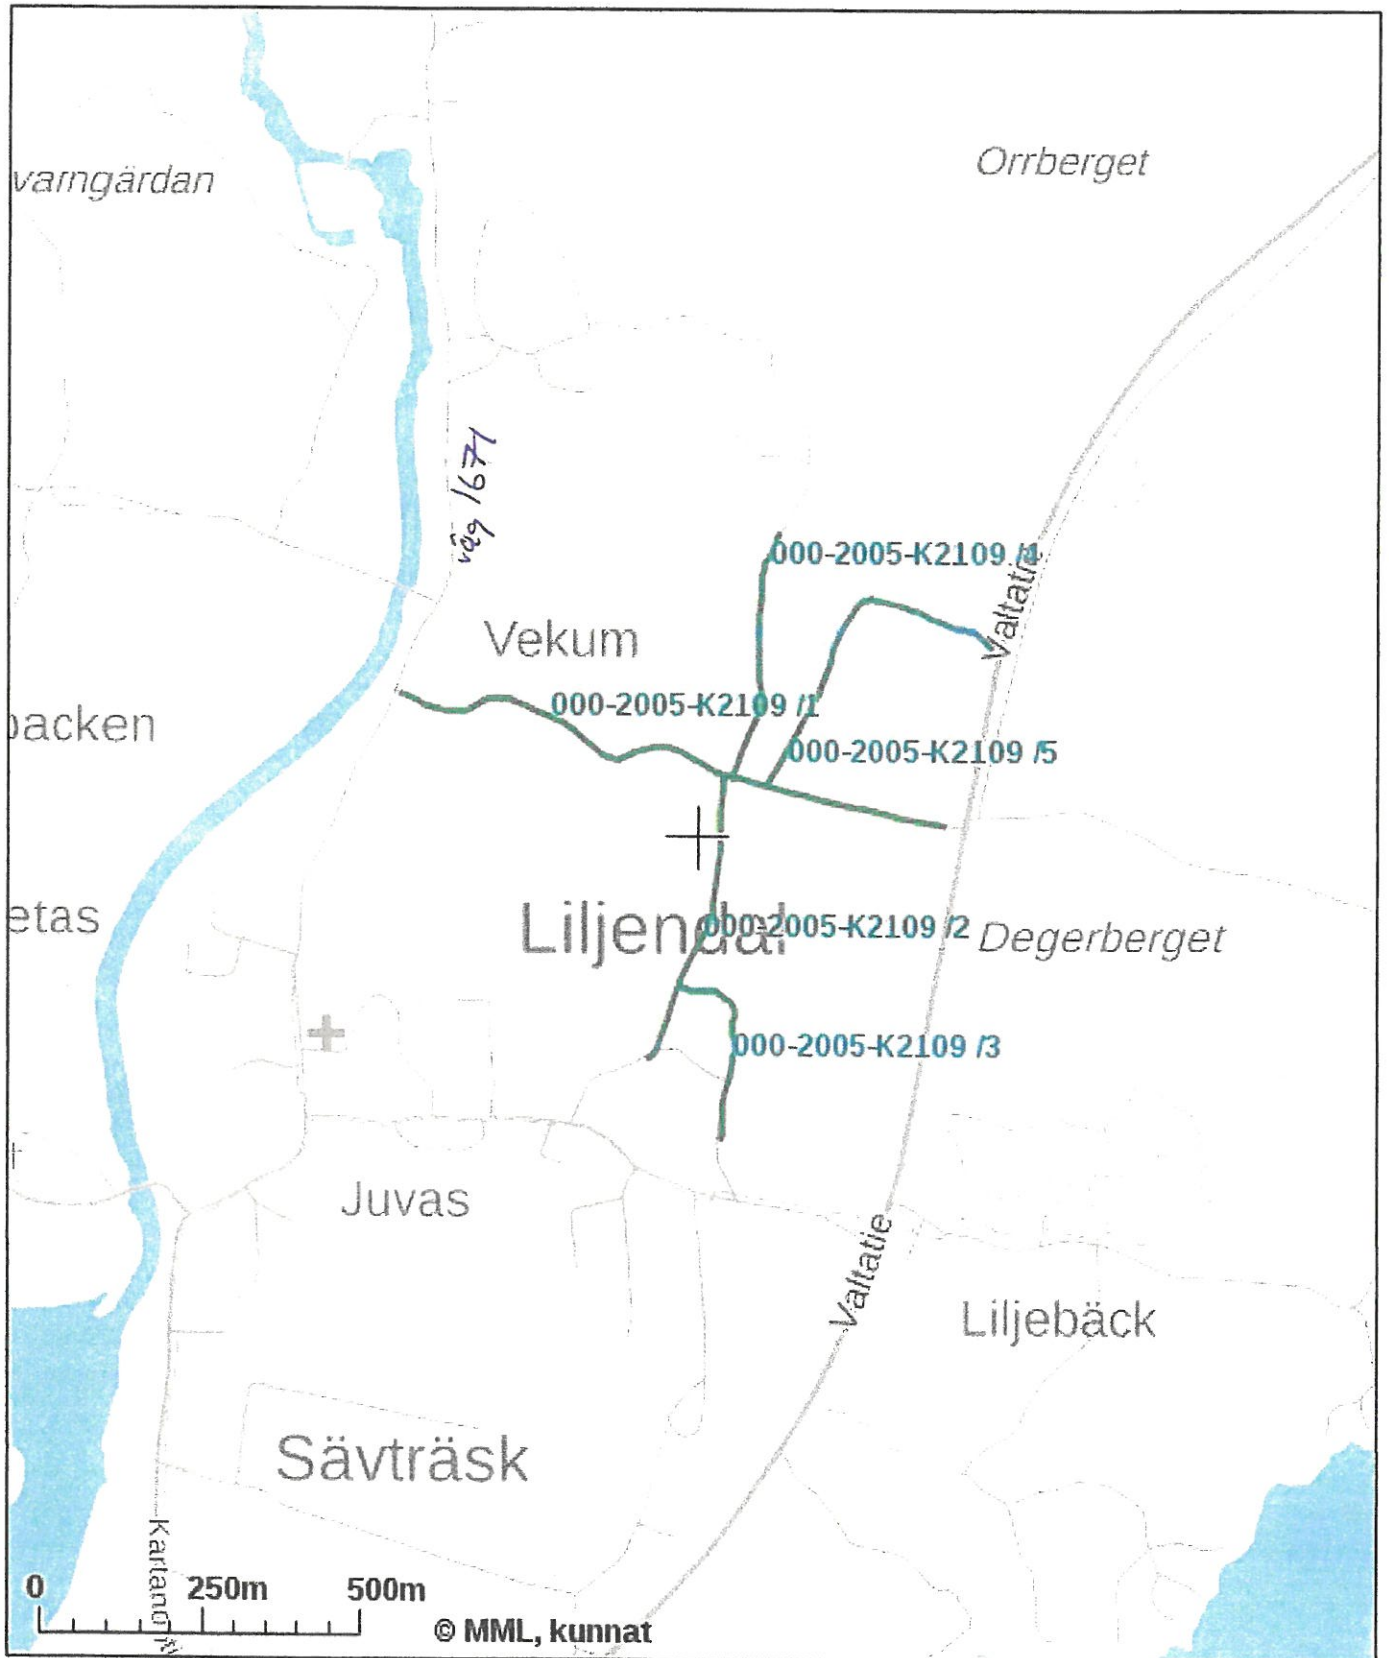 Orrberget
varngärdan
väg 1671
000-2005-K2109 /4
Valtatie
Vekum
000-2005-K2109 /1
backen
000-2005-K2109 /5
etas
Liljendal
000-2005-K2109 /2
Degerberget
000-2005-K2109 /3
Juvas
Valtatie
Liljebäck
Sävträsk
0 250m 500m
© MML, kunnat